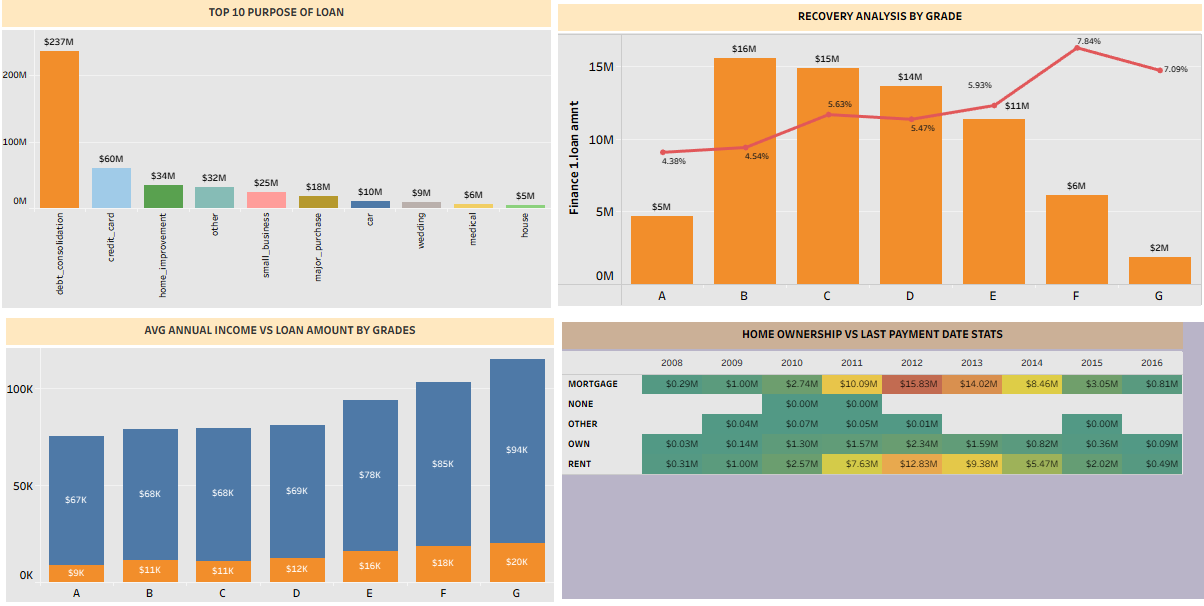 TOP 10 PURPOSE OF LOAN
$237M
200M
100M
$60M
$34M
$32M
$25M
$18M
$10M
$9M
$6M
$5M
0M
debt_consolidation
credit_card
home_improvement
other
small_business
major_purchase
car
wedding
medical
house
RECOVERY ANALYSIS BY GRADE
Finance 1.loan amnt
15M
10M
5M
0M
$5M
$16M
$15M
$14M
$11M
$6M
$2M
4.38%
4.54%
5.63%
5.47%
5.93%
7.84%
7.09%
A B C D E F G
AVG ANNUAL INCOME VS LOAN AMOUNT BY GRADES
100K
50K
0K
$67K $68K $68K $69K $78K $85K $94K
$9K $11K $11K $12K $16K $18K $20K
A B C D E F G
HOME OWNERSHIP VS LAST PAYMENT DATE STATS
2008 2009 2010 2011 2012 2013 2014 2015 2016
MORTGAGE $0.29M $1.00M $2.74M $10.09M $15.83M $14.02M $8.46M $3.05M $0.81M
NONE $0.00M $0.00M
OTHER $0.04M $0.07M $0.05M $0.01M $0.00M
OWN $0.03M $0.14M $1.30M $1.57M $2.34M $1.59M $0.82M $0.36M $0.09M
RENT $0.31M $1.00M $2.57M $7.63M $12.83M $9.38M $5.47M $2.02M $0.49M